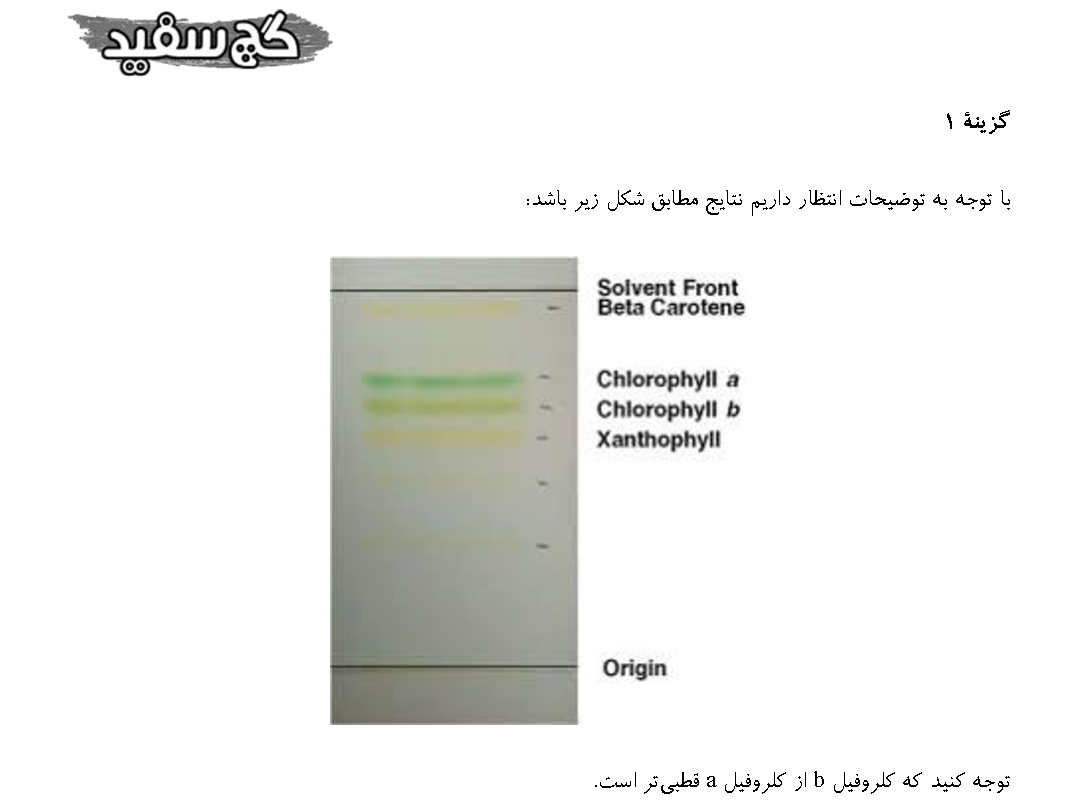 گچ سفید
گزینهٔ ۱
با توجه به توضیحات انتظار داریم نتایج مطابق شکل زیر باشد:
Solvent Front
Beta Carotene
Chlorophyll a
Chlorophyll b
Xanthophyll
Origin
توجه کنید که کلروفیل b از کلروفیل a قطبی‌تر است.